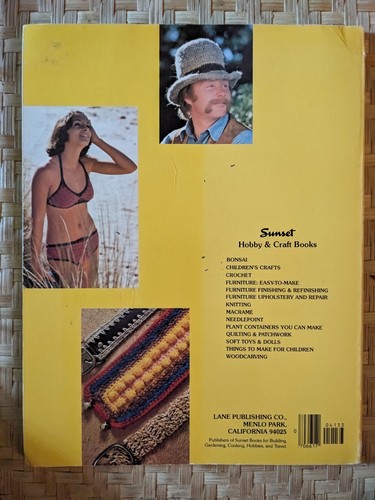 Sunset
Hobby & Craft Books
BONSAI
CHILDREN'S CRAFTS
CROCHET
FURNITURE: EASY-TO-MAKE
FURNITURE FINISHING & REFINISHING
FURNITURE UPHOLSTERY AND REPAIR
KNITTING
MACRAME
NEEDLEPOINT
PLANT CONTAINERS YOU CAN MAKE
QUILTING & PATCHWORK
SOFT TOYS & DOLLS
THINGS TO MAKE FOR CHILDREN
WOODCARVING
LANE PUBLISHING CO.,
MENLO PARK,
CALIFORNIA 94025
Publishers of Sunset Books for Building,
Gardening, Cooking, Hobbies, and Travel
0